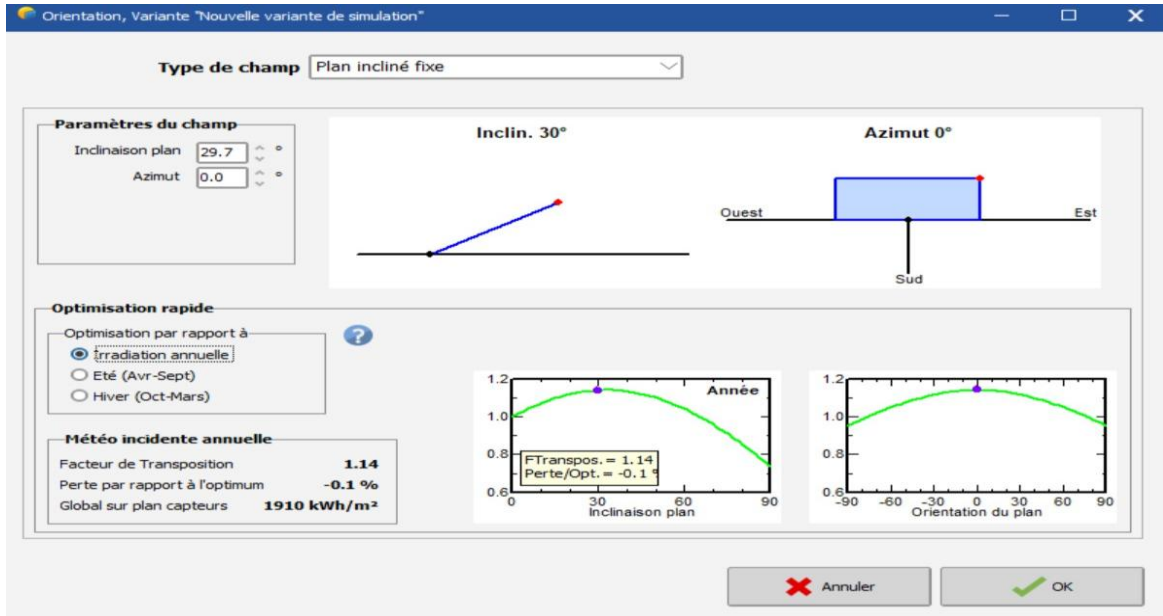 Orientation, Variante "Nouvelle variante de simulation"
Type de champ Plan incliné fixe
Paramètres du champ
Inclinaison plan 29.7 °
Azimut 0.0 °
Inclin. 30°
Azimut 0°
Ouest Est
Sud
Optimisation rapide
Optimisation par rapport à
Irradiation annuelle
Eté (Avr-Sept)
Hiver (Oct-Mars)
?
Météo incidente annuelle
Facteur de Transposition 1.14
Perte par rapport à l'optimum -0.1 %
Global sur plan capteurs 1910 kWh/m²
1.2
1.0
0.8
0.6
Année
FTranspos.= 1.14
Perte/Opt.= -0.1
0 30 60 90
Inclinaison plan
1.2
1.0
0.8
0.6
-90 -60 -30 0 30 60 90
Orientation du plan
Annuler OK